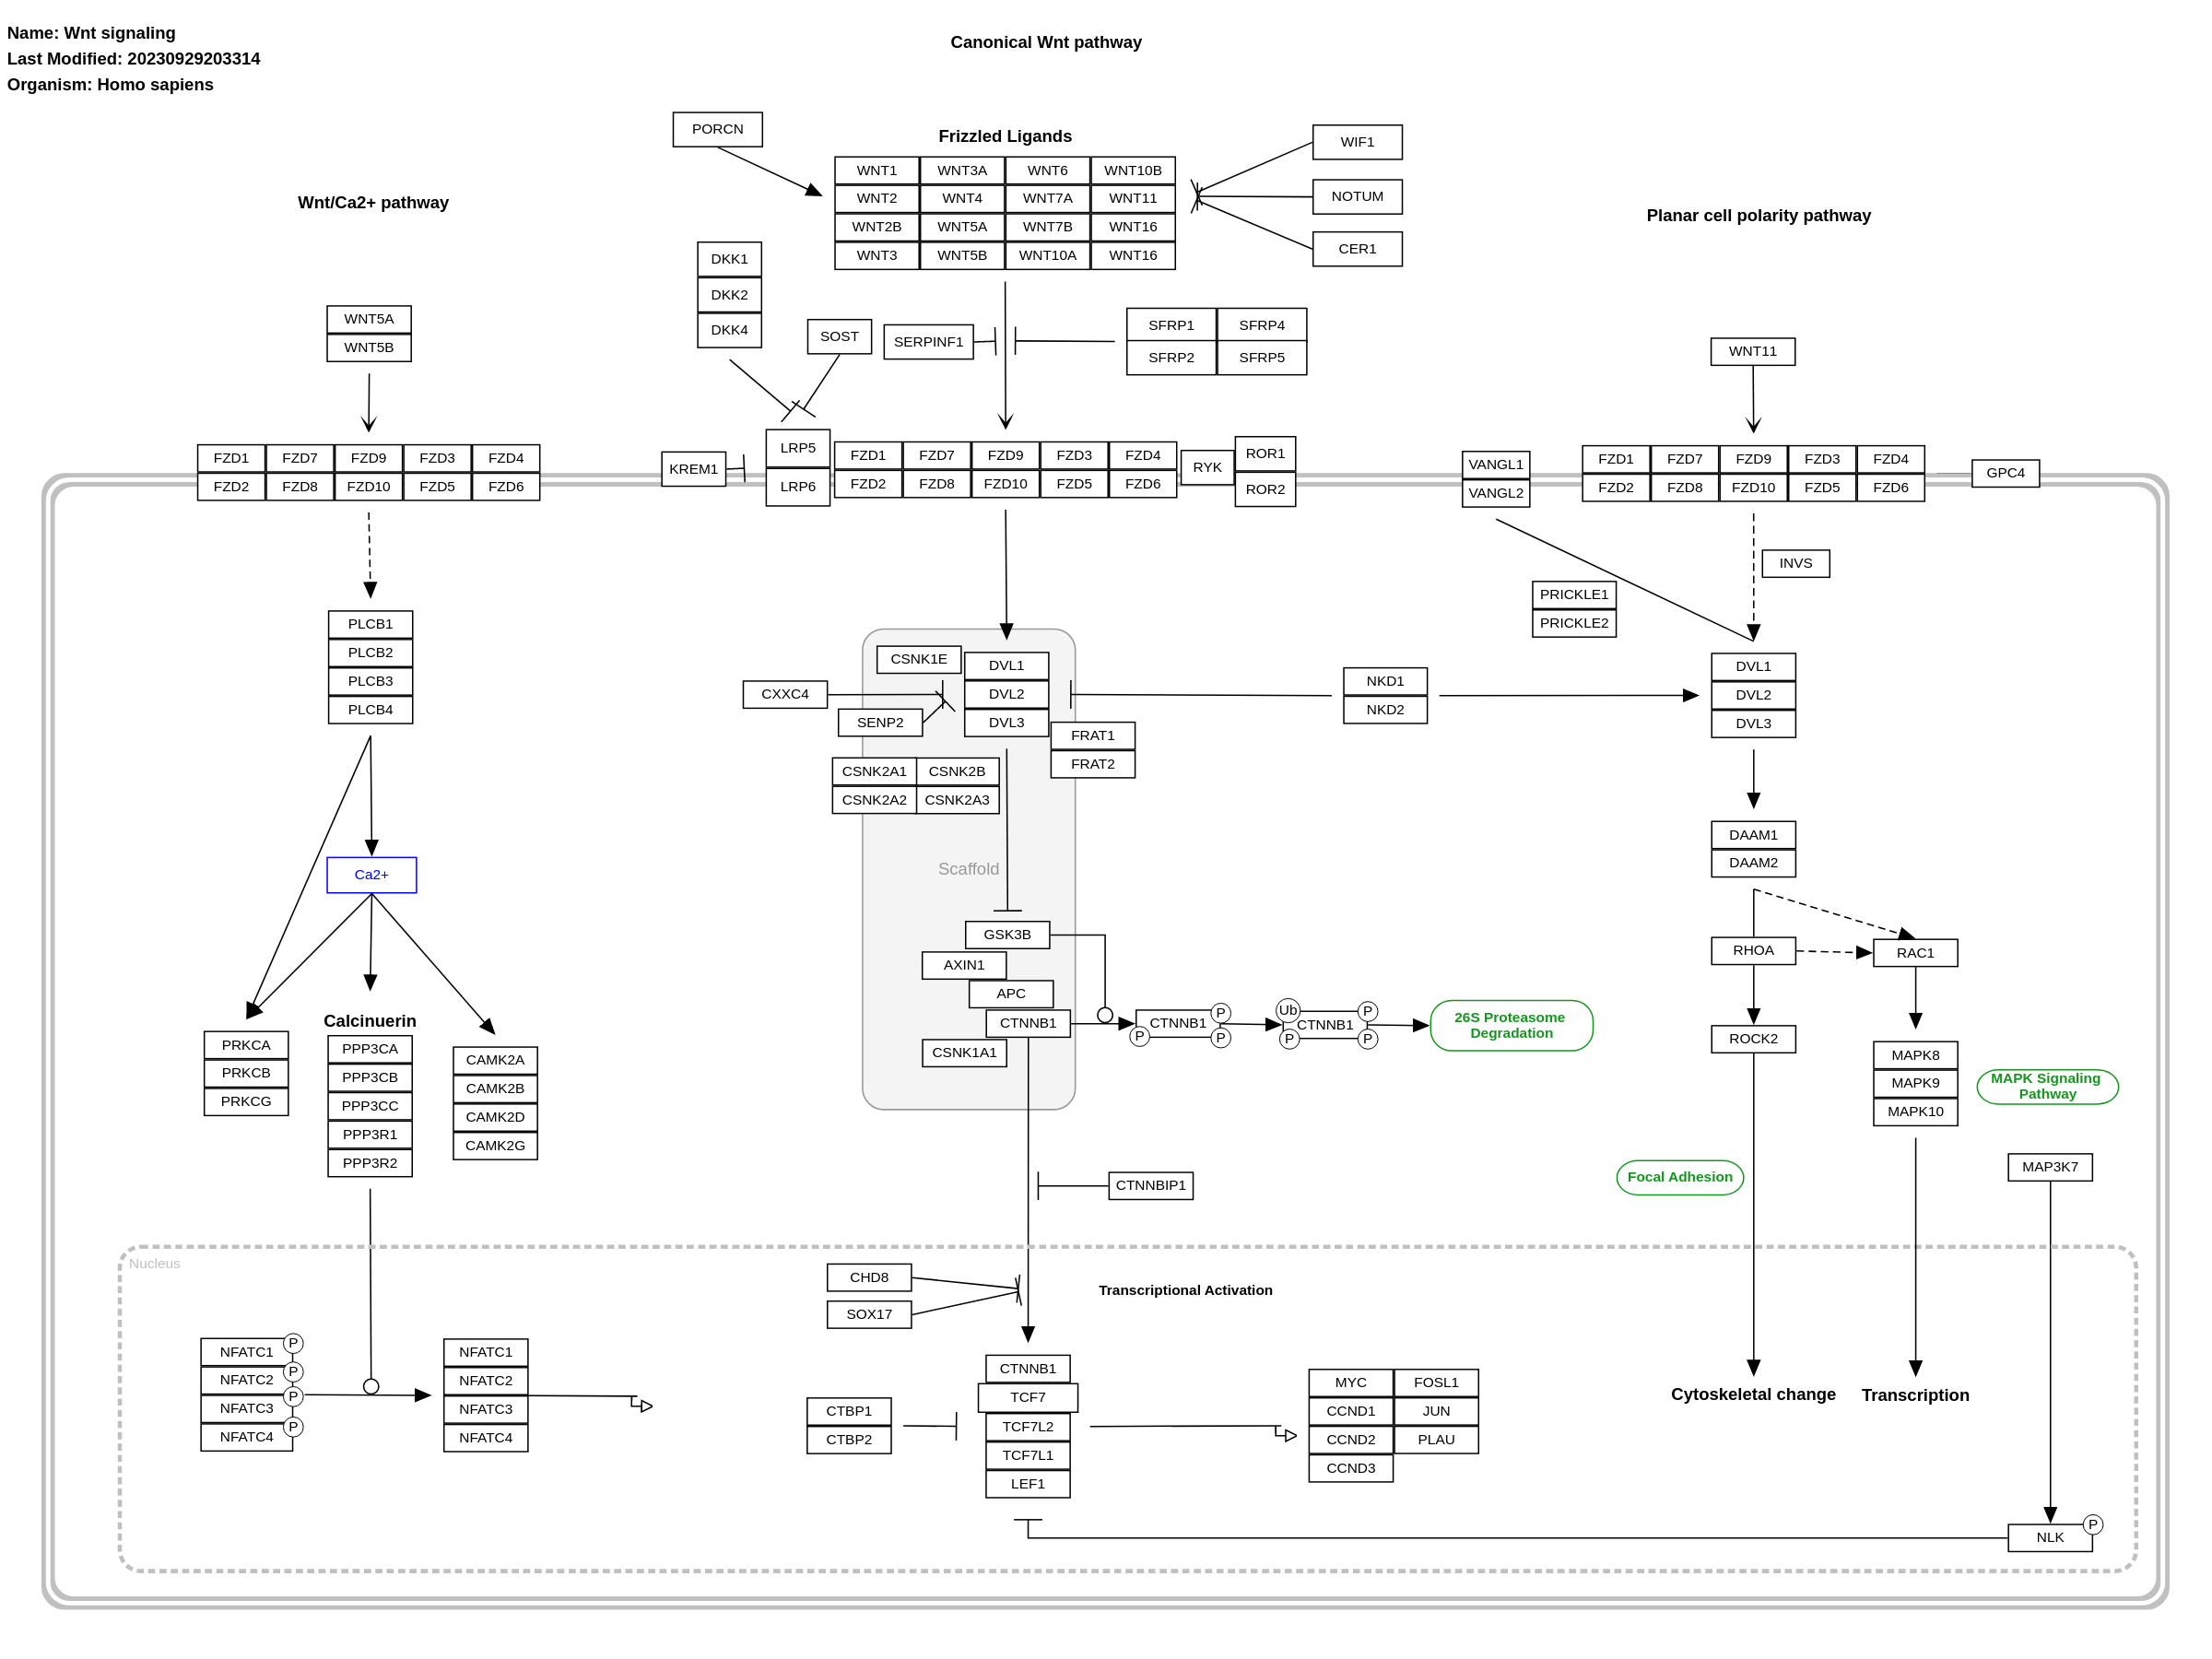 Name: Wnt signaling
Last Modified: 20230929203314
Organism: Homo sapiens
Canonical Wnt pathway
Wnt/Ca2+ pathway
Planar cell polarity pathway
PORCN
Frizzled Ligands
WNT1 WNT3A WNT6 WNT10B
WNT2 WNT4 WNT7A WNT11
WNT2B WNT5A WNT7B WNT16
WNT3 WNT5B WNT10A WNT16
WIF1
NOTUM
CER1
DKK1
DKK2
DKK4
SOST
SERPINF1
SFRP1 SFRP4
SFRP2 SFRP5
WNT5A
WNT5B
WNT11
FZD1 FZD7 FZD9 FZD3 FZD4
FZD2 FZD8 FZD10 FZD5 FZD6
KREM1
LRP5
LRP6
FZD1 FZD7 FZD9 FZD3 FZD4
FZD2 FZD8 FZD10 FZD5 FZD6
RYK
ROR1
ROR2
VANGL1
VANGL2
FZD1 FZD7 FZD9 FZD3 FZD4
FZD2 FZD8 FZD10 FZD5 FZD6
GPC4
INVS
PRICKLE1
PRICKLE2
PLCB1
PLCB2
PLCB3
PLCB4
CSNK1E
DVL1
DVL2
DVL3
CXXC4
SENP2
FRAT1
FRAT2
NKD1
NKD2
DVL1
DVL2
DVL3
CSNK2A1 CSNK2B
CSNK2A2 CSNK2A3
DAAM1
DAAM2
Scaffold
Ca2+
GSK3B
AXIN1
APC
CTNNB1
CSNK1A1
CTNNB1
P
P
P
CTNNB1
Ub
P
P
P
26S Proteasome
Degradation
RHOA
RAC1
ROCK2
MAPK8
MAPK9
MAPK10
MAPK Signaling
Pathway
Focal Adhesion
MAP3K7
PRKCA
PRKCB
PRKCG
Calcinuerin
PPP3CA
PPP3CB
PPP3CC
PPP3R1
PPP3R2
CAMK2A
CAMK2B
CAMK2D
CAMK2G
CTNNBIP1
Nucleus
CHD8
SOX17
Transcriptional Activation
NFATC1 P
NFATC2 P
NFATC3 P
NFATC4 P
NFATC1
NFATC2
NFATC3
NFATC4
CTBP1
CTBP2
CTNNB1
TCF7
TCF7L2
TCF7L1
LEF1
MYC FOSL1
CCND1 JUN
CCND2 PLAU
CCND3
Cytoskeletal change
Transcription
NLK P